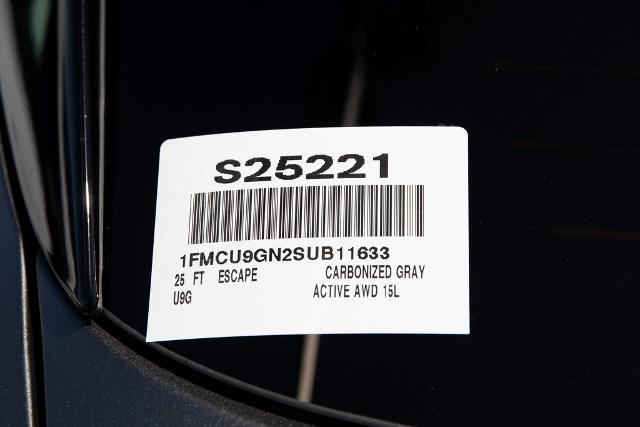 S25221
1FMCU9GN2SUB11633
25 FT ESCAPE CARBONIZED GRAY
U9G ACTIVE AWD 15L